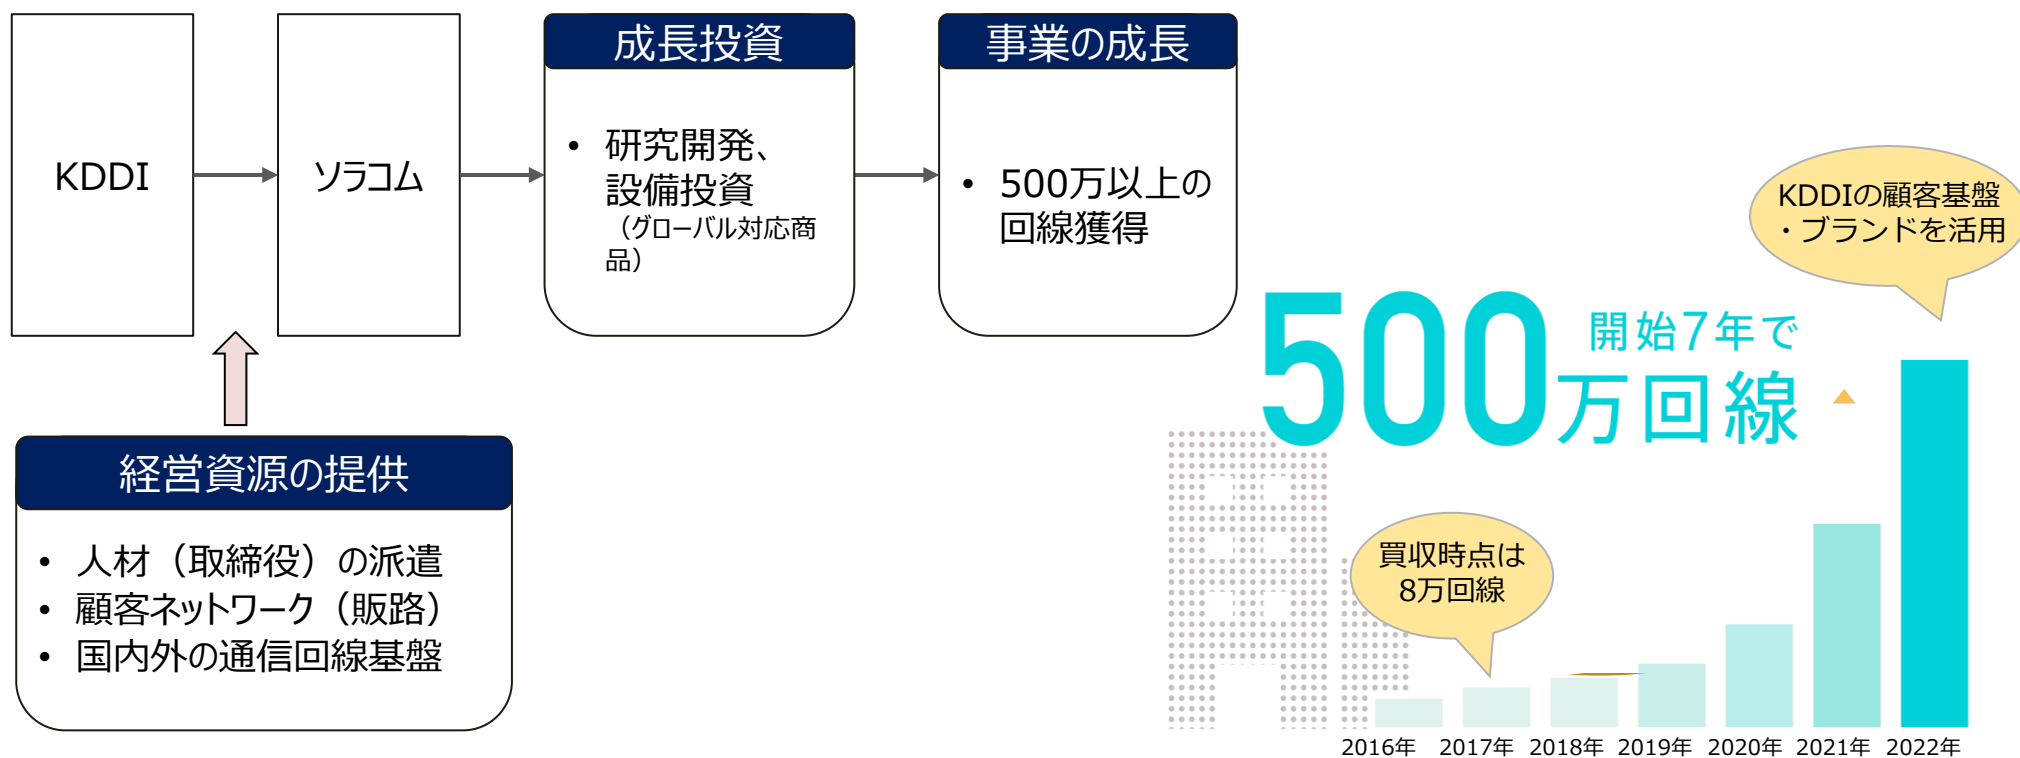 KDDI
ソラコム
成長投資
• 研究開発、
設備投資
（グローバル対応商
品）
事業の成長
• 500万以上の
回線獲得
経営資源の提供
• 人材（取締役）の派遣
• 顧客ネットワーク（販路）
• 国内外の通信回線基盤
KDDIの顧客基盤
・ブランドを活用
開始7年で
500万回線
買収時点は
8万回線
2016年 2017年 2018年 2019年 2020年 2021年 2022年